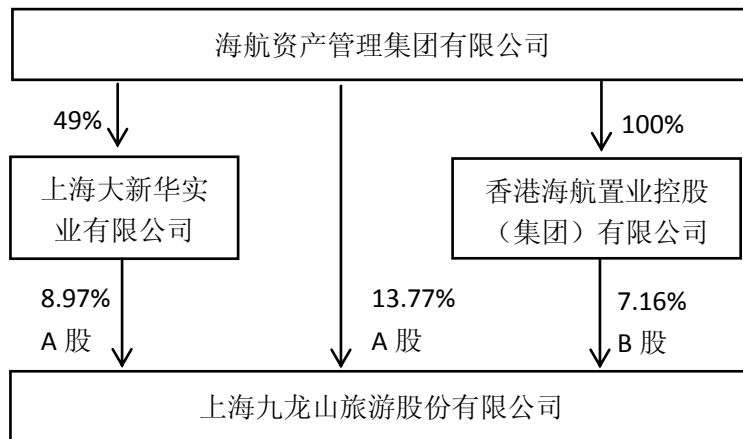 海航资产管理集团有限公司
49%
100%
上海大新华实
业有限公司
香港海航置业控股
（集团）有限公司
8.97%
A 股
13.77%
A 股
7.16%
B 股
上海九龙山旅游股份有限公司